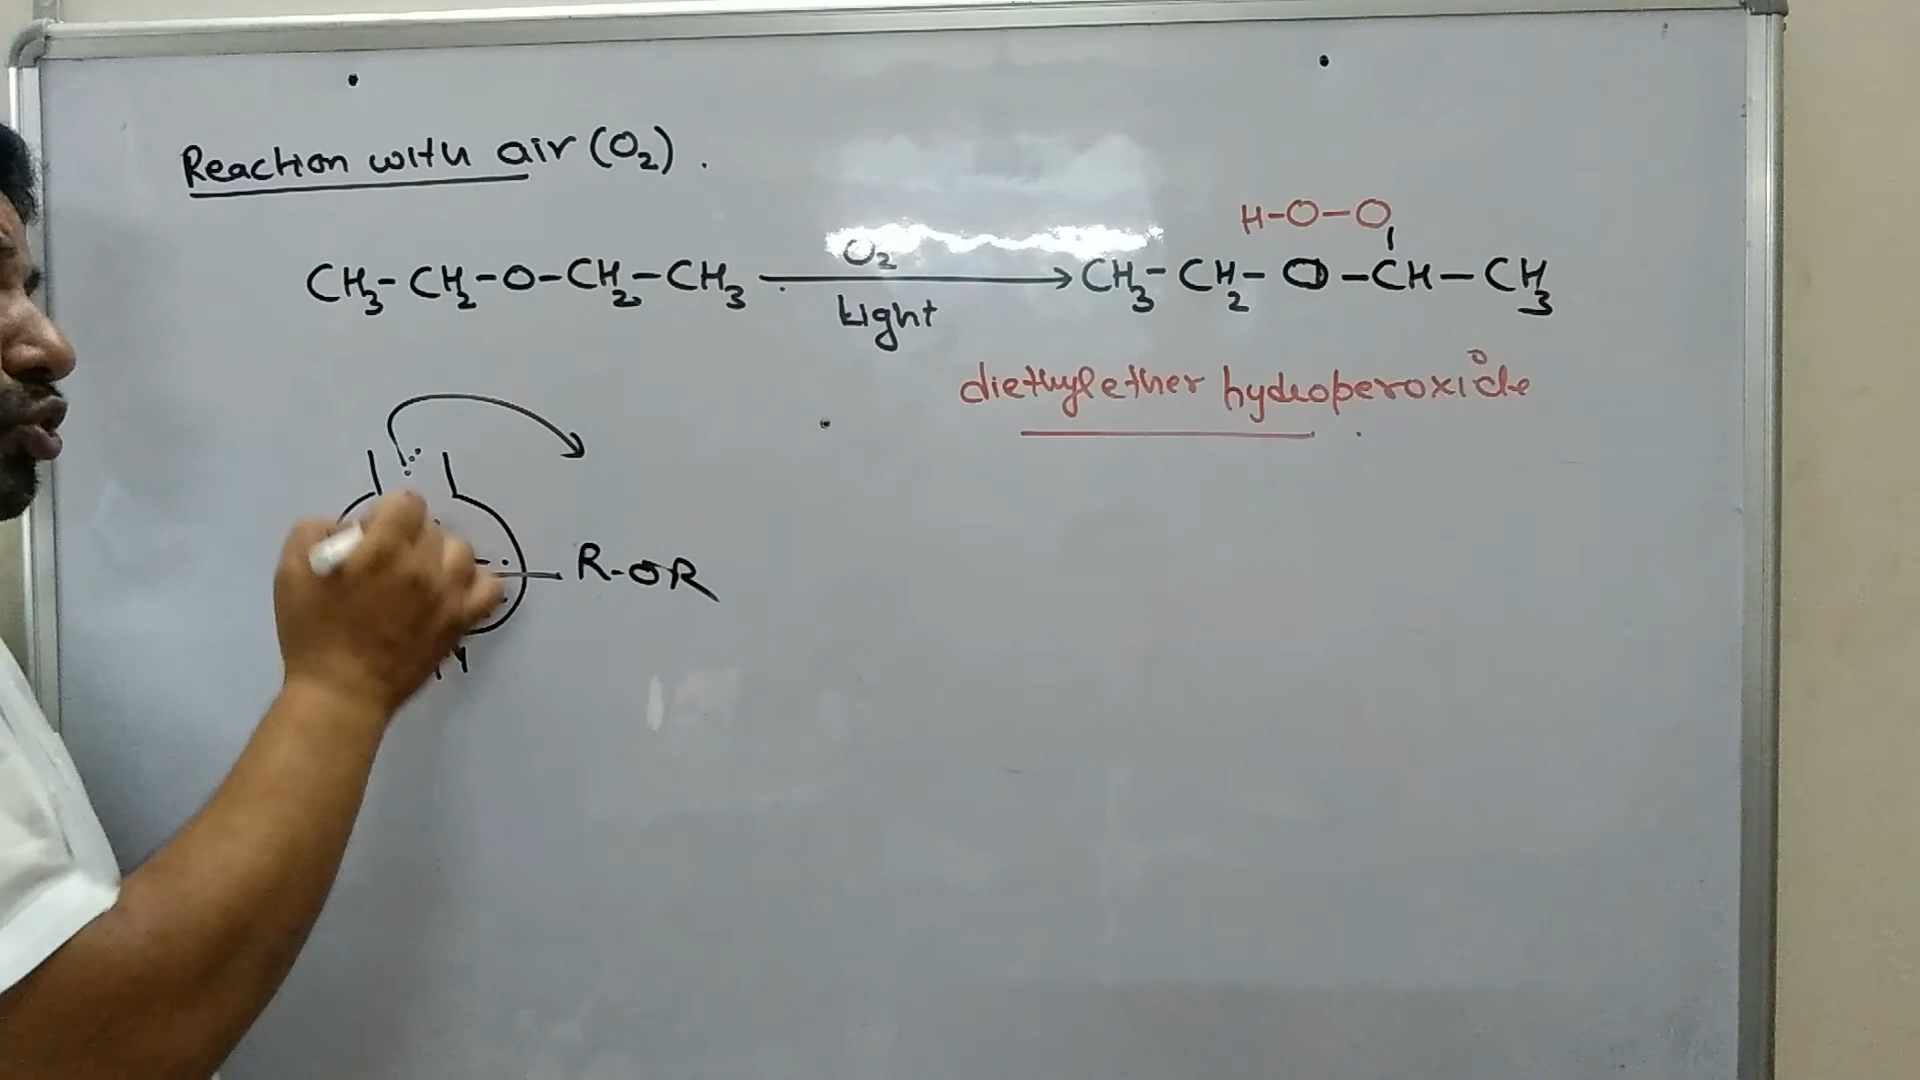 Reaction with air (O2).
H-O-O
CH3-CH2-O-CH2-CH3 O2 Light → CH3-CH2-O-CH-CH3
diethylether hydroperoxide
R-OR